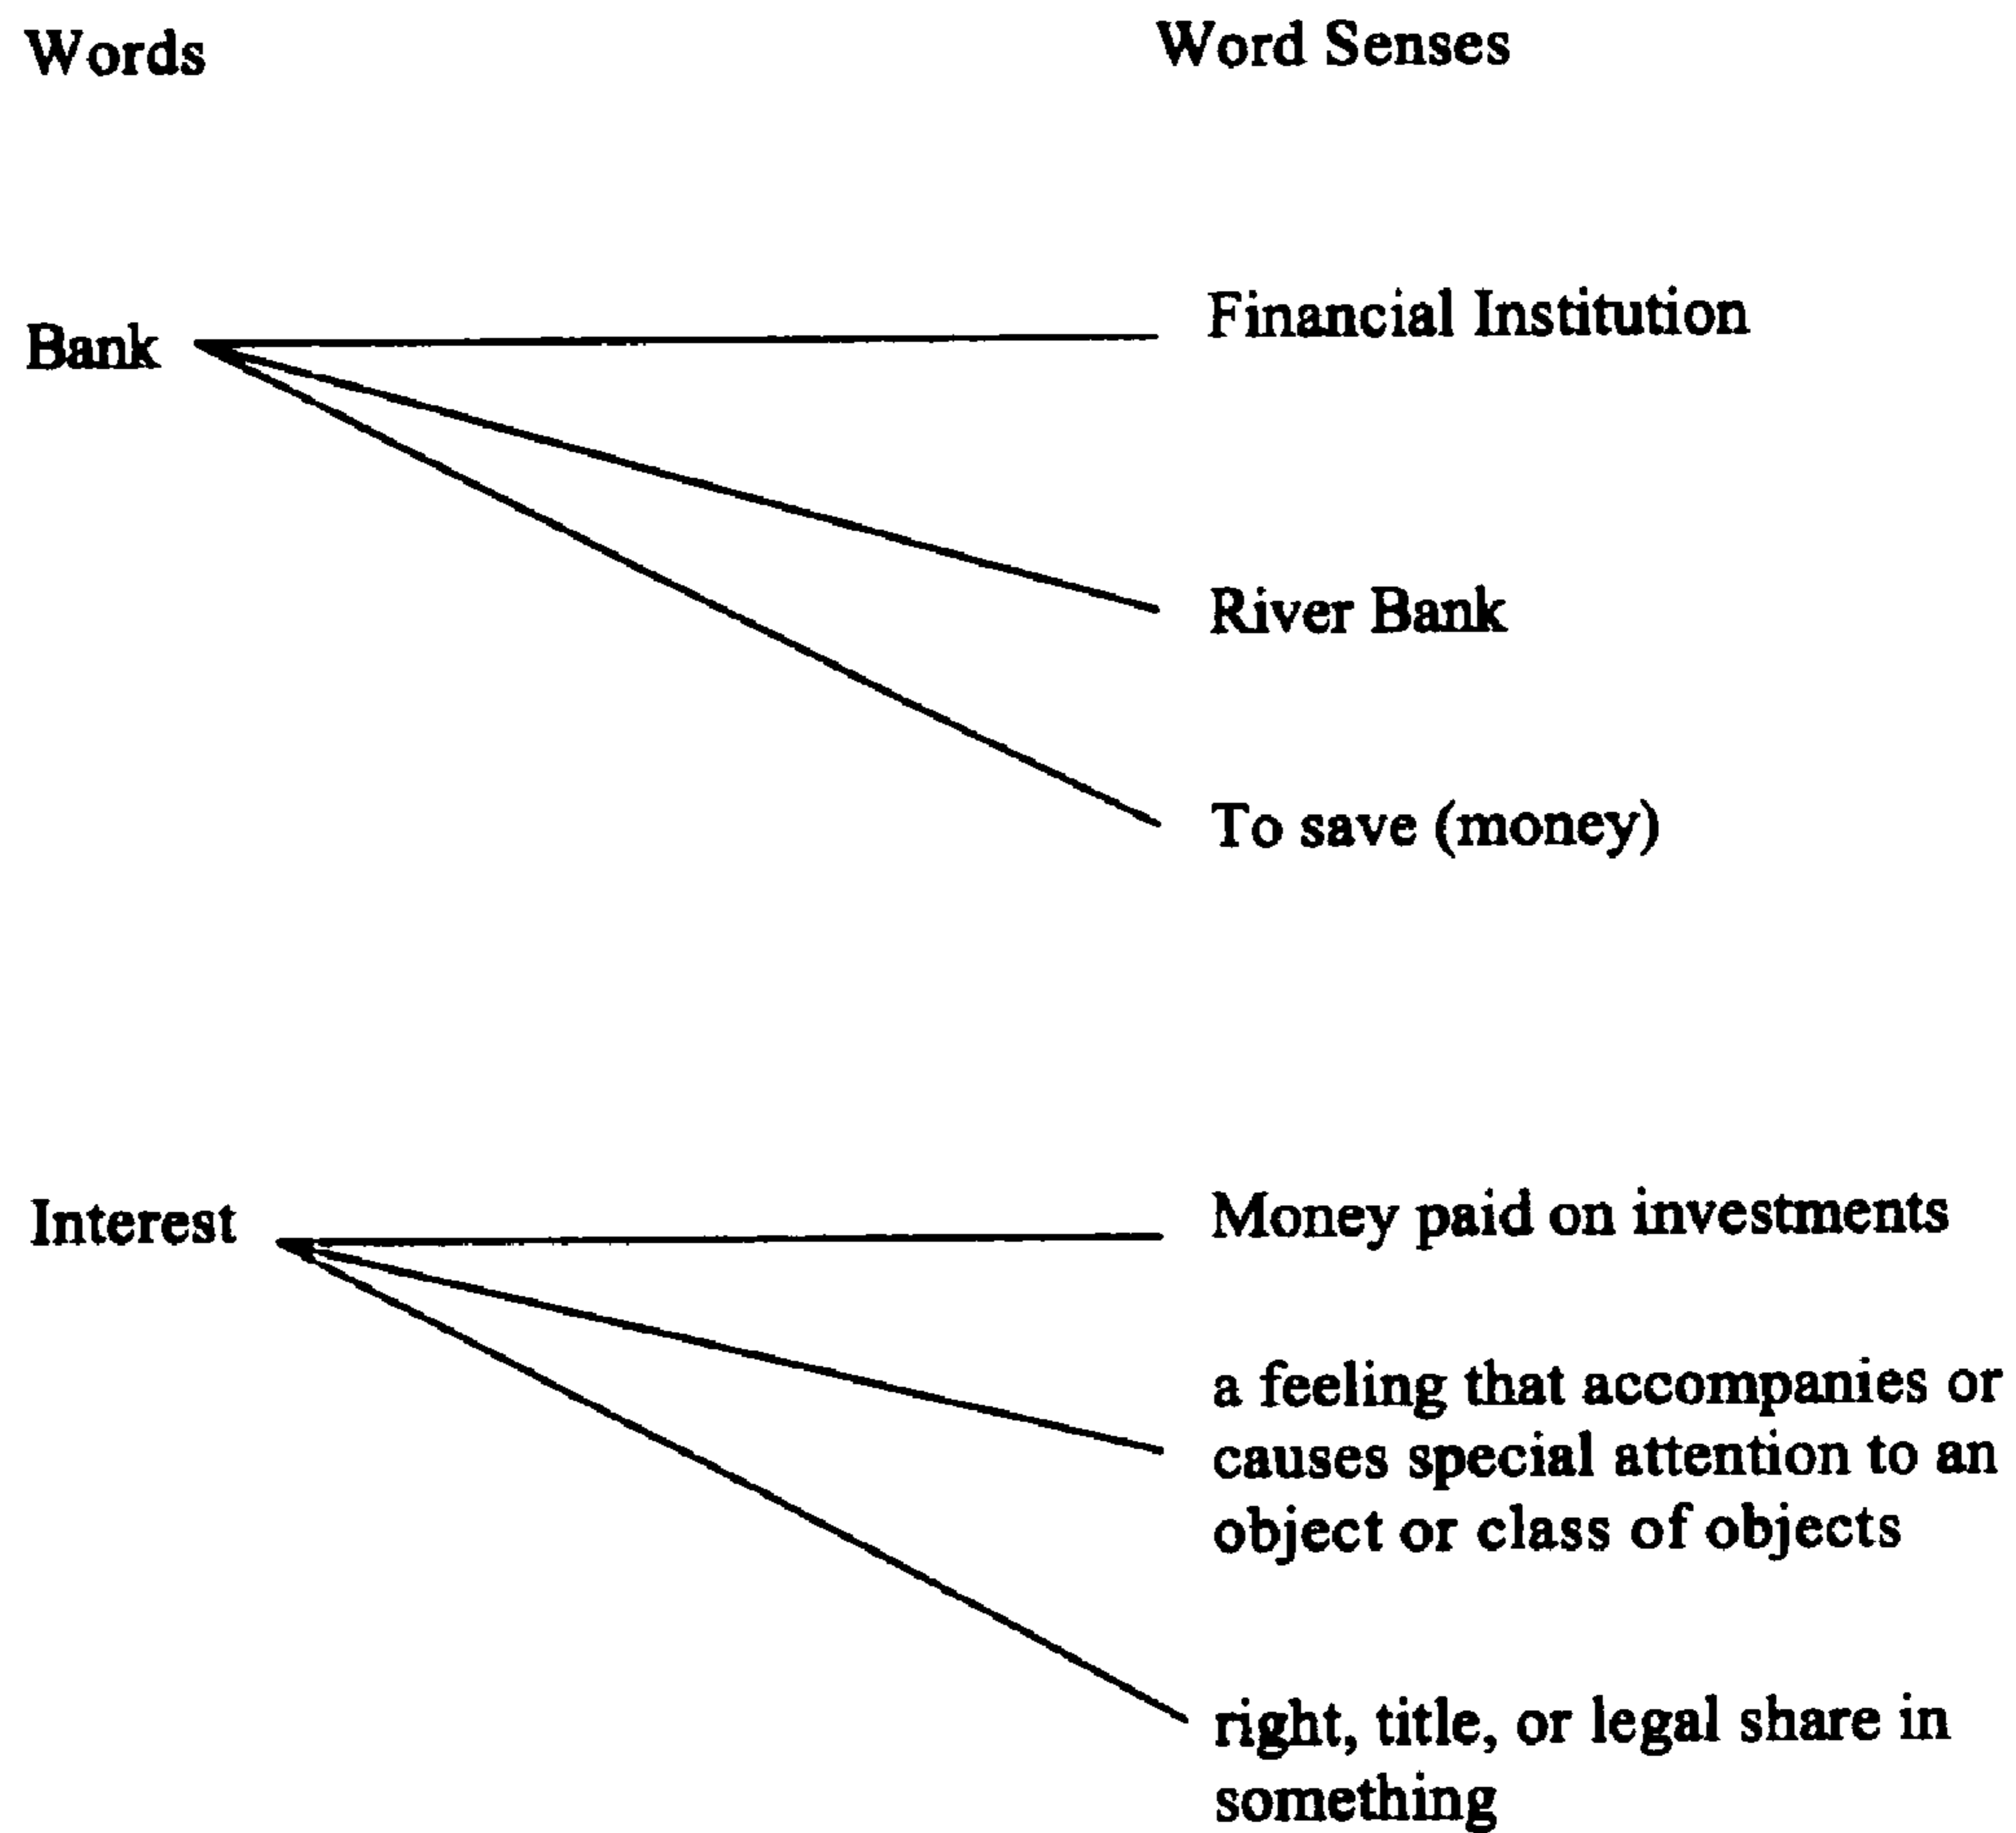 Words
Word Senses
Bank
Financial Institution
River Bank
To save (money)
Interest
Money paid on investments
a feeling that accompanies or
causes special attention to an
object or class of objects
right, title, or legal share in
something